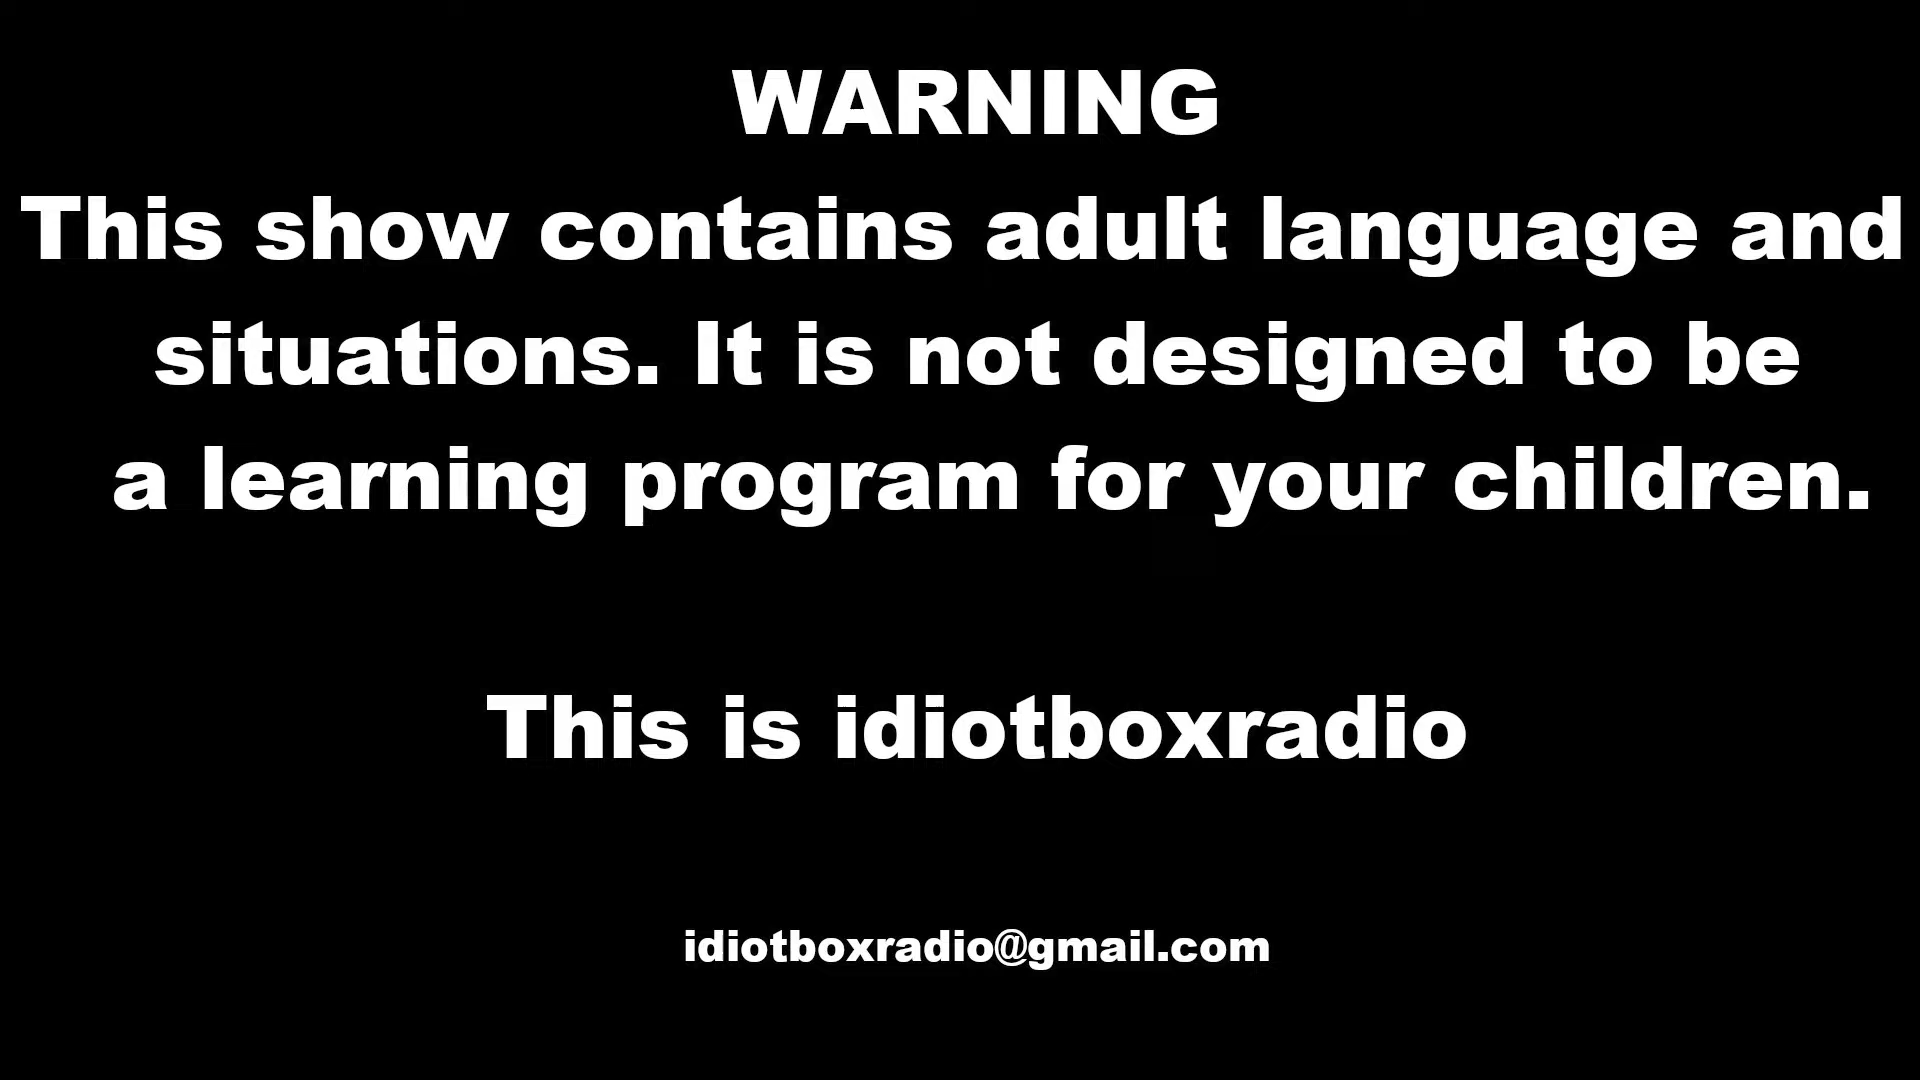 WARNING
This show contains adult language and
situations. It is not designed to be
a learning program for your children.
This is idiotboxradio
idiotboxradio@gmail.com